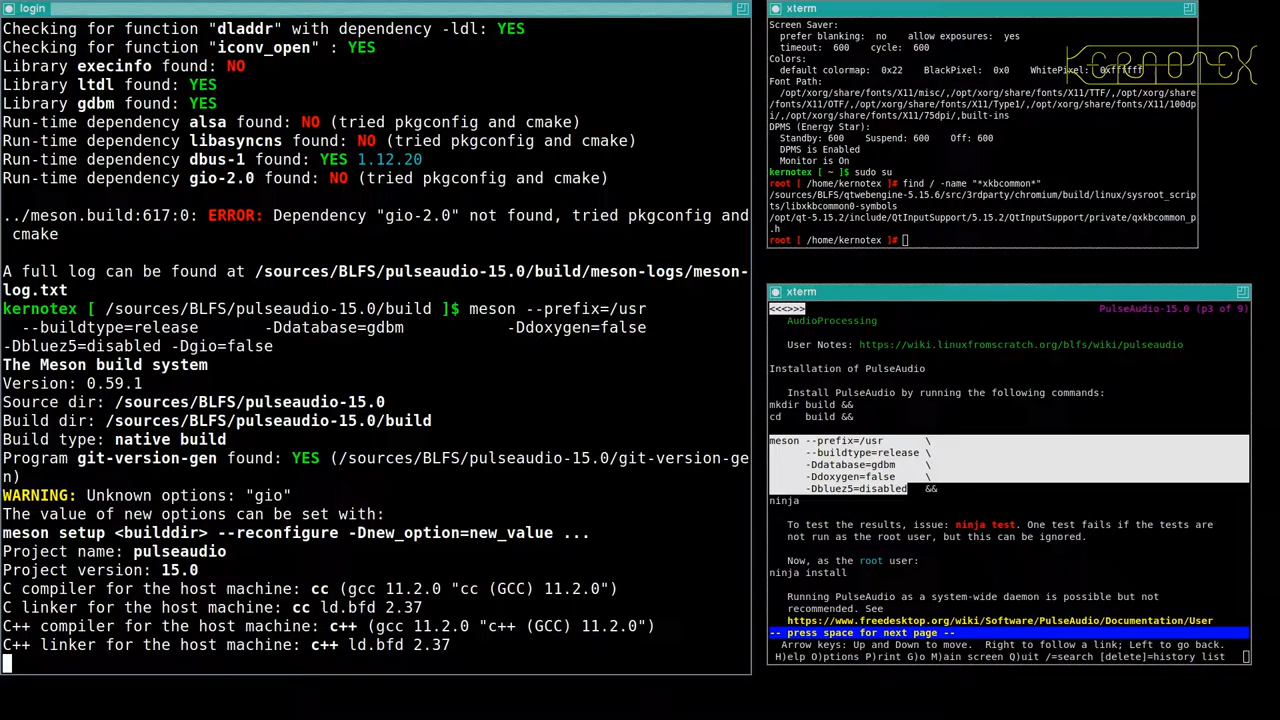 login
Checking for function "dladdr" with dependency -ldl: YES
Checking for function "iconv_open" : YES
Library execinfo found: NO
Library ltdl found: YES
Library gdbm found: YES
Run-time dependency alsa found: NO (tried pkgconfig and cmake)
Run-time dependency libasyncns found: NO (tried pkgconfig and cmake)
Run-time dependency dbus-1 found: YES 1.12.20
Run-time dependency gio-2.0 found: NO (tried pkgconfig and cmake)
../meson.build:617:0: ERROR: Dependency "gio-2.0" not found, tried pkgconfig and
cmake
A full log can be found at /sources/BLFS/pulseaudio-15.0/build/meson-logs/meson-
log.txt
kernotex [ /sources/BLFS/pulseaudio-15.0/build ]$ meson --prefix=/usr
--buildtype=release -Ddatabase=gdbm -Ddoxygen=false
-Dbluez5=disabled -Dgio=false
The Meson build system
Version: 0.59.1
Source dir: /sources/BLFS/pulseaudio-15.0
Build dir: /sources/BLFS/pulseaudio-15.0/build
Build type: native build
Program git-version-gen found: YES (/sources/BLFS/pulseaudio-15.0/git-version-ge
n)
WARNING: Unknown options: "gio"
The value of new options can be set with:
meson setup <builddir> --reconfigure -Dnew_option=new_value ...
Project name: pulseaudio
Project version: 15.0
C compiler for the host machine: cc (gcc 11.2.0 "cc (GCC) 11.2.0")
C linker for the host machine: cc ld.bfd 2.37
C++ compiler for the host machine: c++ (gcc 11.2.0 "c++ (GCC) 11.2.0")
C++ linker for the host machine: c++ ld.bfd 2.37
xterm
Screen Saver:
prefer blanking: no allow exposures: yes
timeout: 600 cycle: 600
Colors:
default colormap: 0x22 BlackPixel: 0x0 WhitePixel: 0xffffff
Font Path:
/opt/xorg/share/fonts/X11/misc/,/opt/xorg/share/fonts/X11/TTF/,/opt/xorg/share
/fonts/X11/OTF/,/opt/xorg/share/fonts/X11/Type1/,/opt/xorg/share/fonts/X11/100dp
i/,/opt/xorg/share/fonts/X11/75dpi/,built-ins
DPMS (Energy Star):
Standby: 600 Suspend: 600 Off: 600
DPMS is Enabled
Monitor is On
kernotex [ ~ ]$ sudo su
root [ /home/kernotex ]# find / -name "*xkbcommon*"
/sources/BLFS/qtwebengine-5.15.6/src/3rdparty/chromium/build/linux/sysroot_scrip
ts/libxkbcommon0-symbols
/opt/qt-5.15.2/include/QtInputSupport/5.15.2/QtInputSupport/private/qxkbcommon_p
.h
root [ /home/kernotex ]#
KERNOTEX
xterm
<<<>>> PulseAudio-15.0 (p3 of 9)
AudioProcessing
User Notes: https://wiki.linuxfromscratch.org/blfs/wiki/pulseaudio
Installation of PulseAudio
Install PulseAudio by running the following commands:
mkdir build &&
cd build &&
meson --prefix=/usr \
--buildtype=release \
-Ddatabase=gdbm \
-Ddoxygen=false \
-Dbluez5=disabled &&
ninja
To test the results, issue: ninja test. One test fails if the tests are
not run as the root user, but this can be ignored.
Now, as the root user:
ninja install
Running PulseAudio as a system-wide daemon is possible but not
recommended. See
https://www.freedesktop.org/wiki/Software/PulseAudio/Documentation/User
-- press space for next page --
Arrow keys: Up and Down to move. Right to follow a link; Left to go back.
H)elp O)ptions P)rint G)o M)ain screen Q)uit /=search [delete]=history list